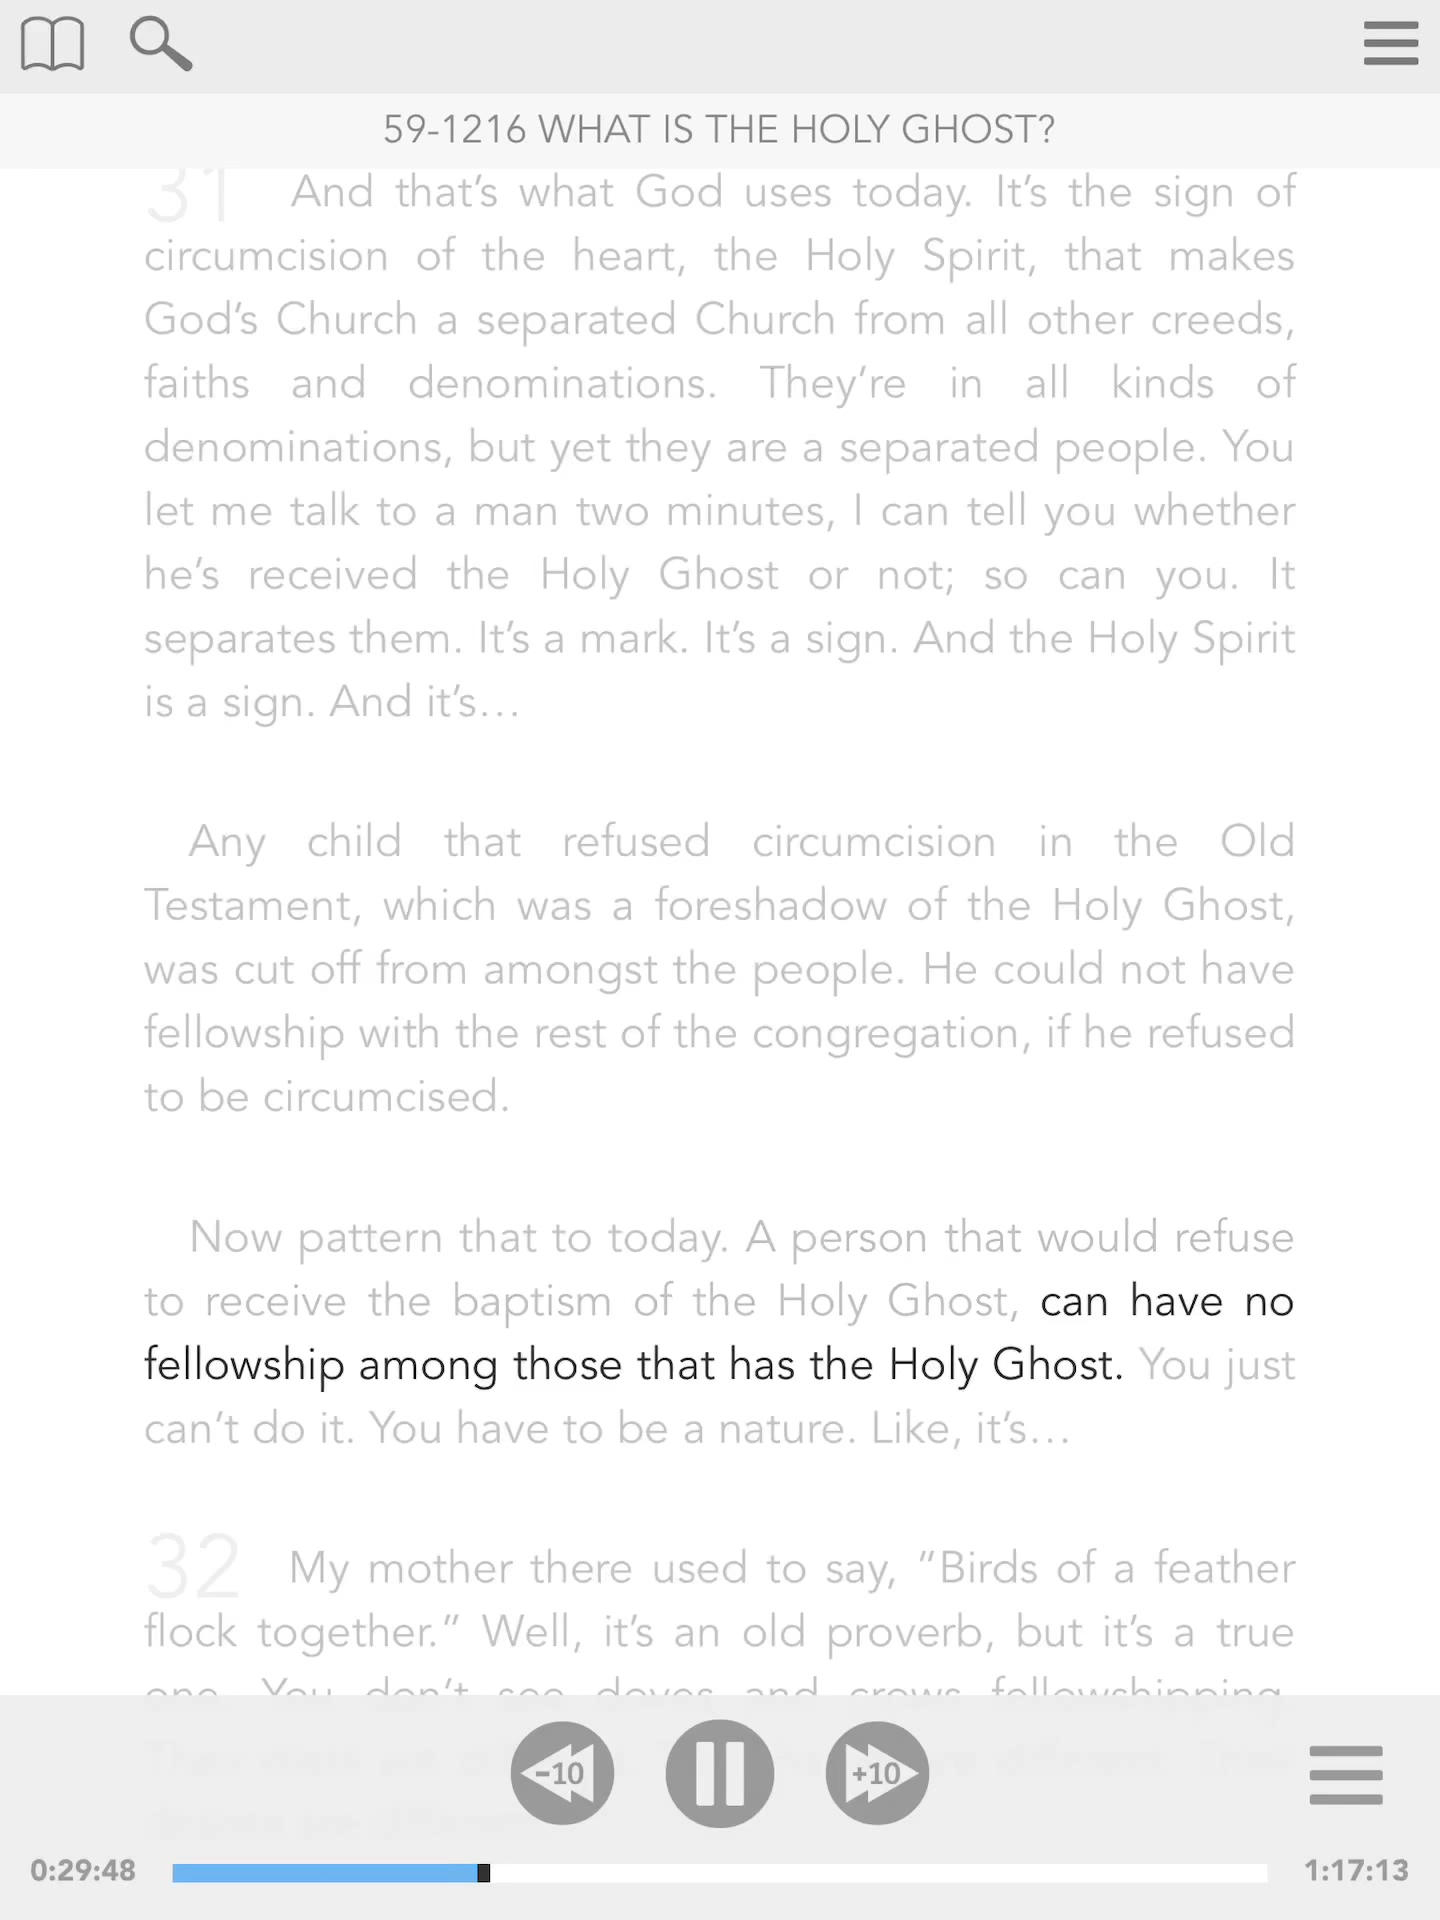 59-1216 WHAT IS THE HOLY GHOST?
31 And that’s what God uses today. It’s the sign of
circumcision of the heart, the Holy Spirit, that makes
God’s Church a separated Church from all other creeds,
faiths and denominations. They’re in all kinds of
denominations, but yet they are a separated people. You
let me talk to a man two minutes, I can tell you whether
he’s received the Holy Ghost or not; so can you. It
separates them. It’s a mark. It’s a sign. And the Holy Spirit
is a sign. And it’s…
Any child that refused circumcision in the Old
Testament, which was a foreshadow of the Holy Ghost,
was cut off from amongst the people. He could not have
fellowship with the rest of the congregation, if he refused
to be circumcised.
Now pattern that to today. A person that would refuse
to receive the baptism of the Holy Ghost, can have no
fellowship among those that has the Holy Ghost. You just
can’t do it. You have to be a nature. Like, it’s…
32 My mother there used to say, “Birds of a feather
flock together.” Well, it’s an old proverb, but it’s a true
one. You don’t see doves and crows fellowshipping.
-10 +10
0:29:48 1:17:13